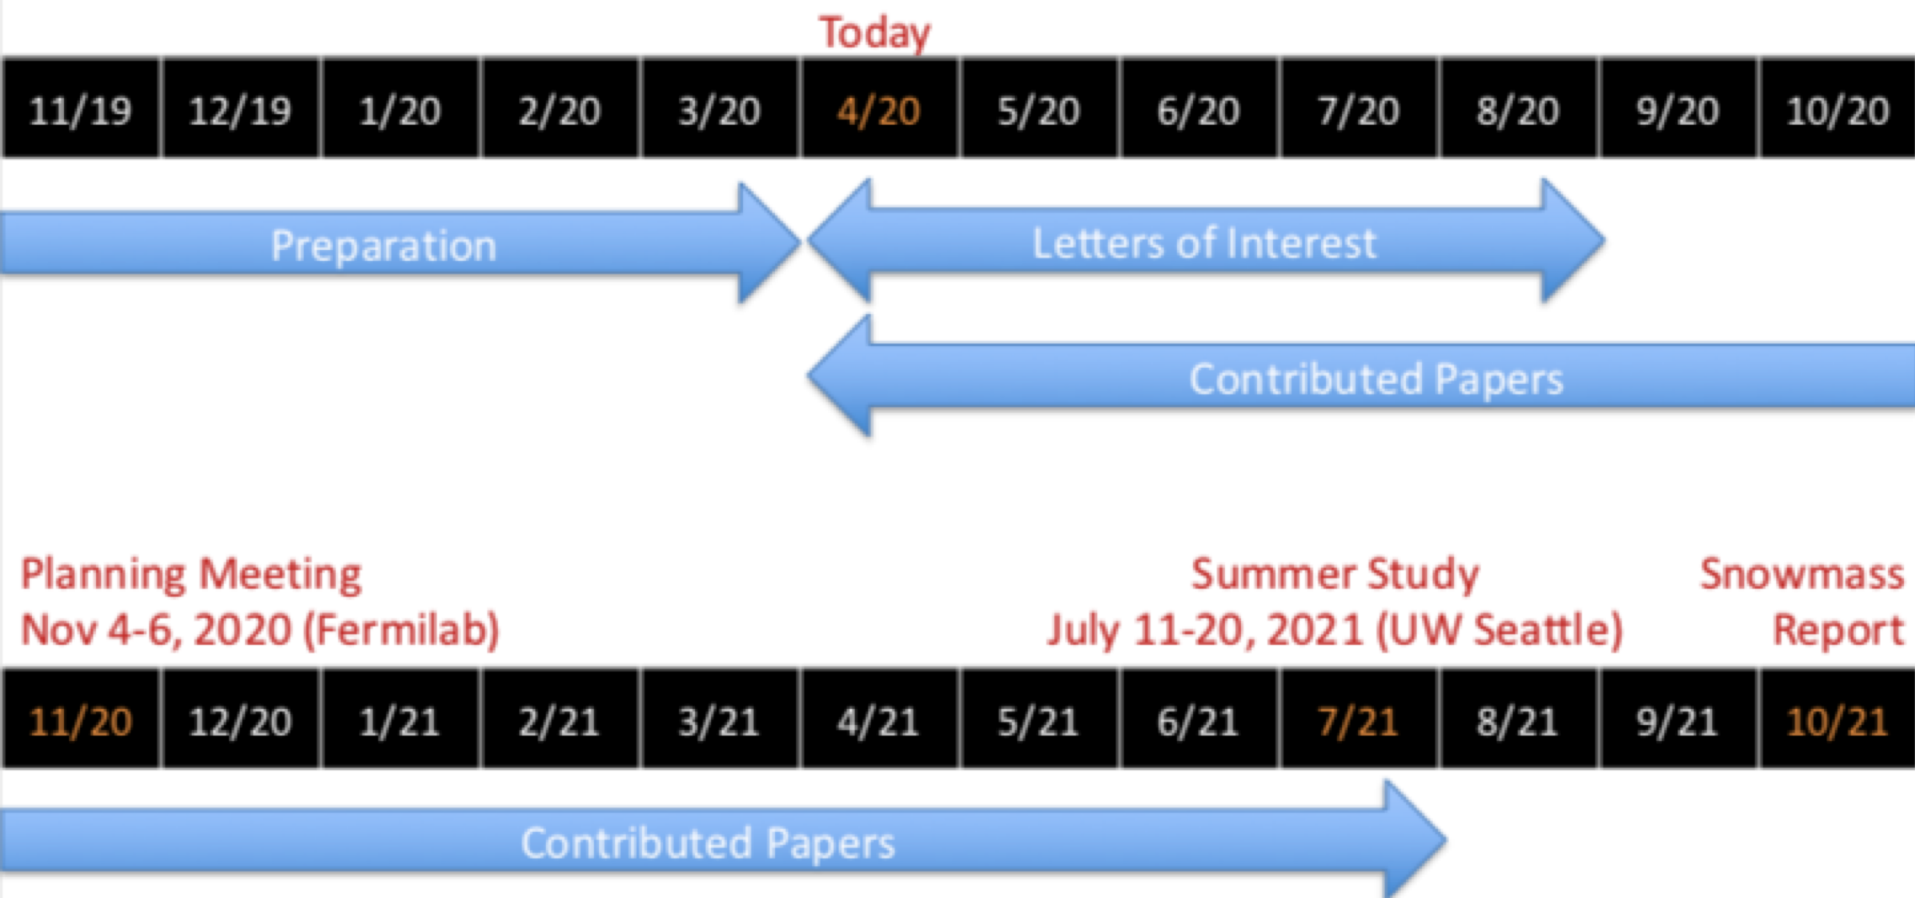 Today
11/19 12/19 1/20 2/20 3/20 4/20 5/20 6/20 7/20 8/20 9/20 10/20
Preparation
Letters of Interest
Contributed Papers
Planning Meeting
Nov 4-6, 2020 (Fermilab)
Summer Study
July 11-20, 2021 (UW Seattle)
Snowmass
Report
11/20 12/20 1/21 2/21 3/21 4/21 5/21 6/21 7/21 8/21 9/21 10/21
Contributed Papers